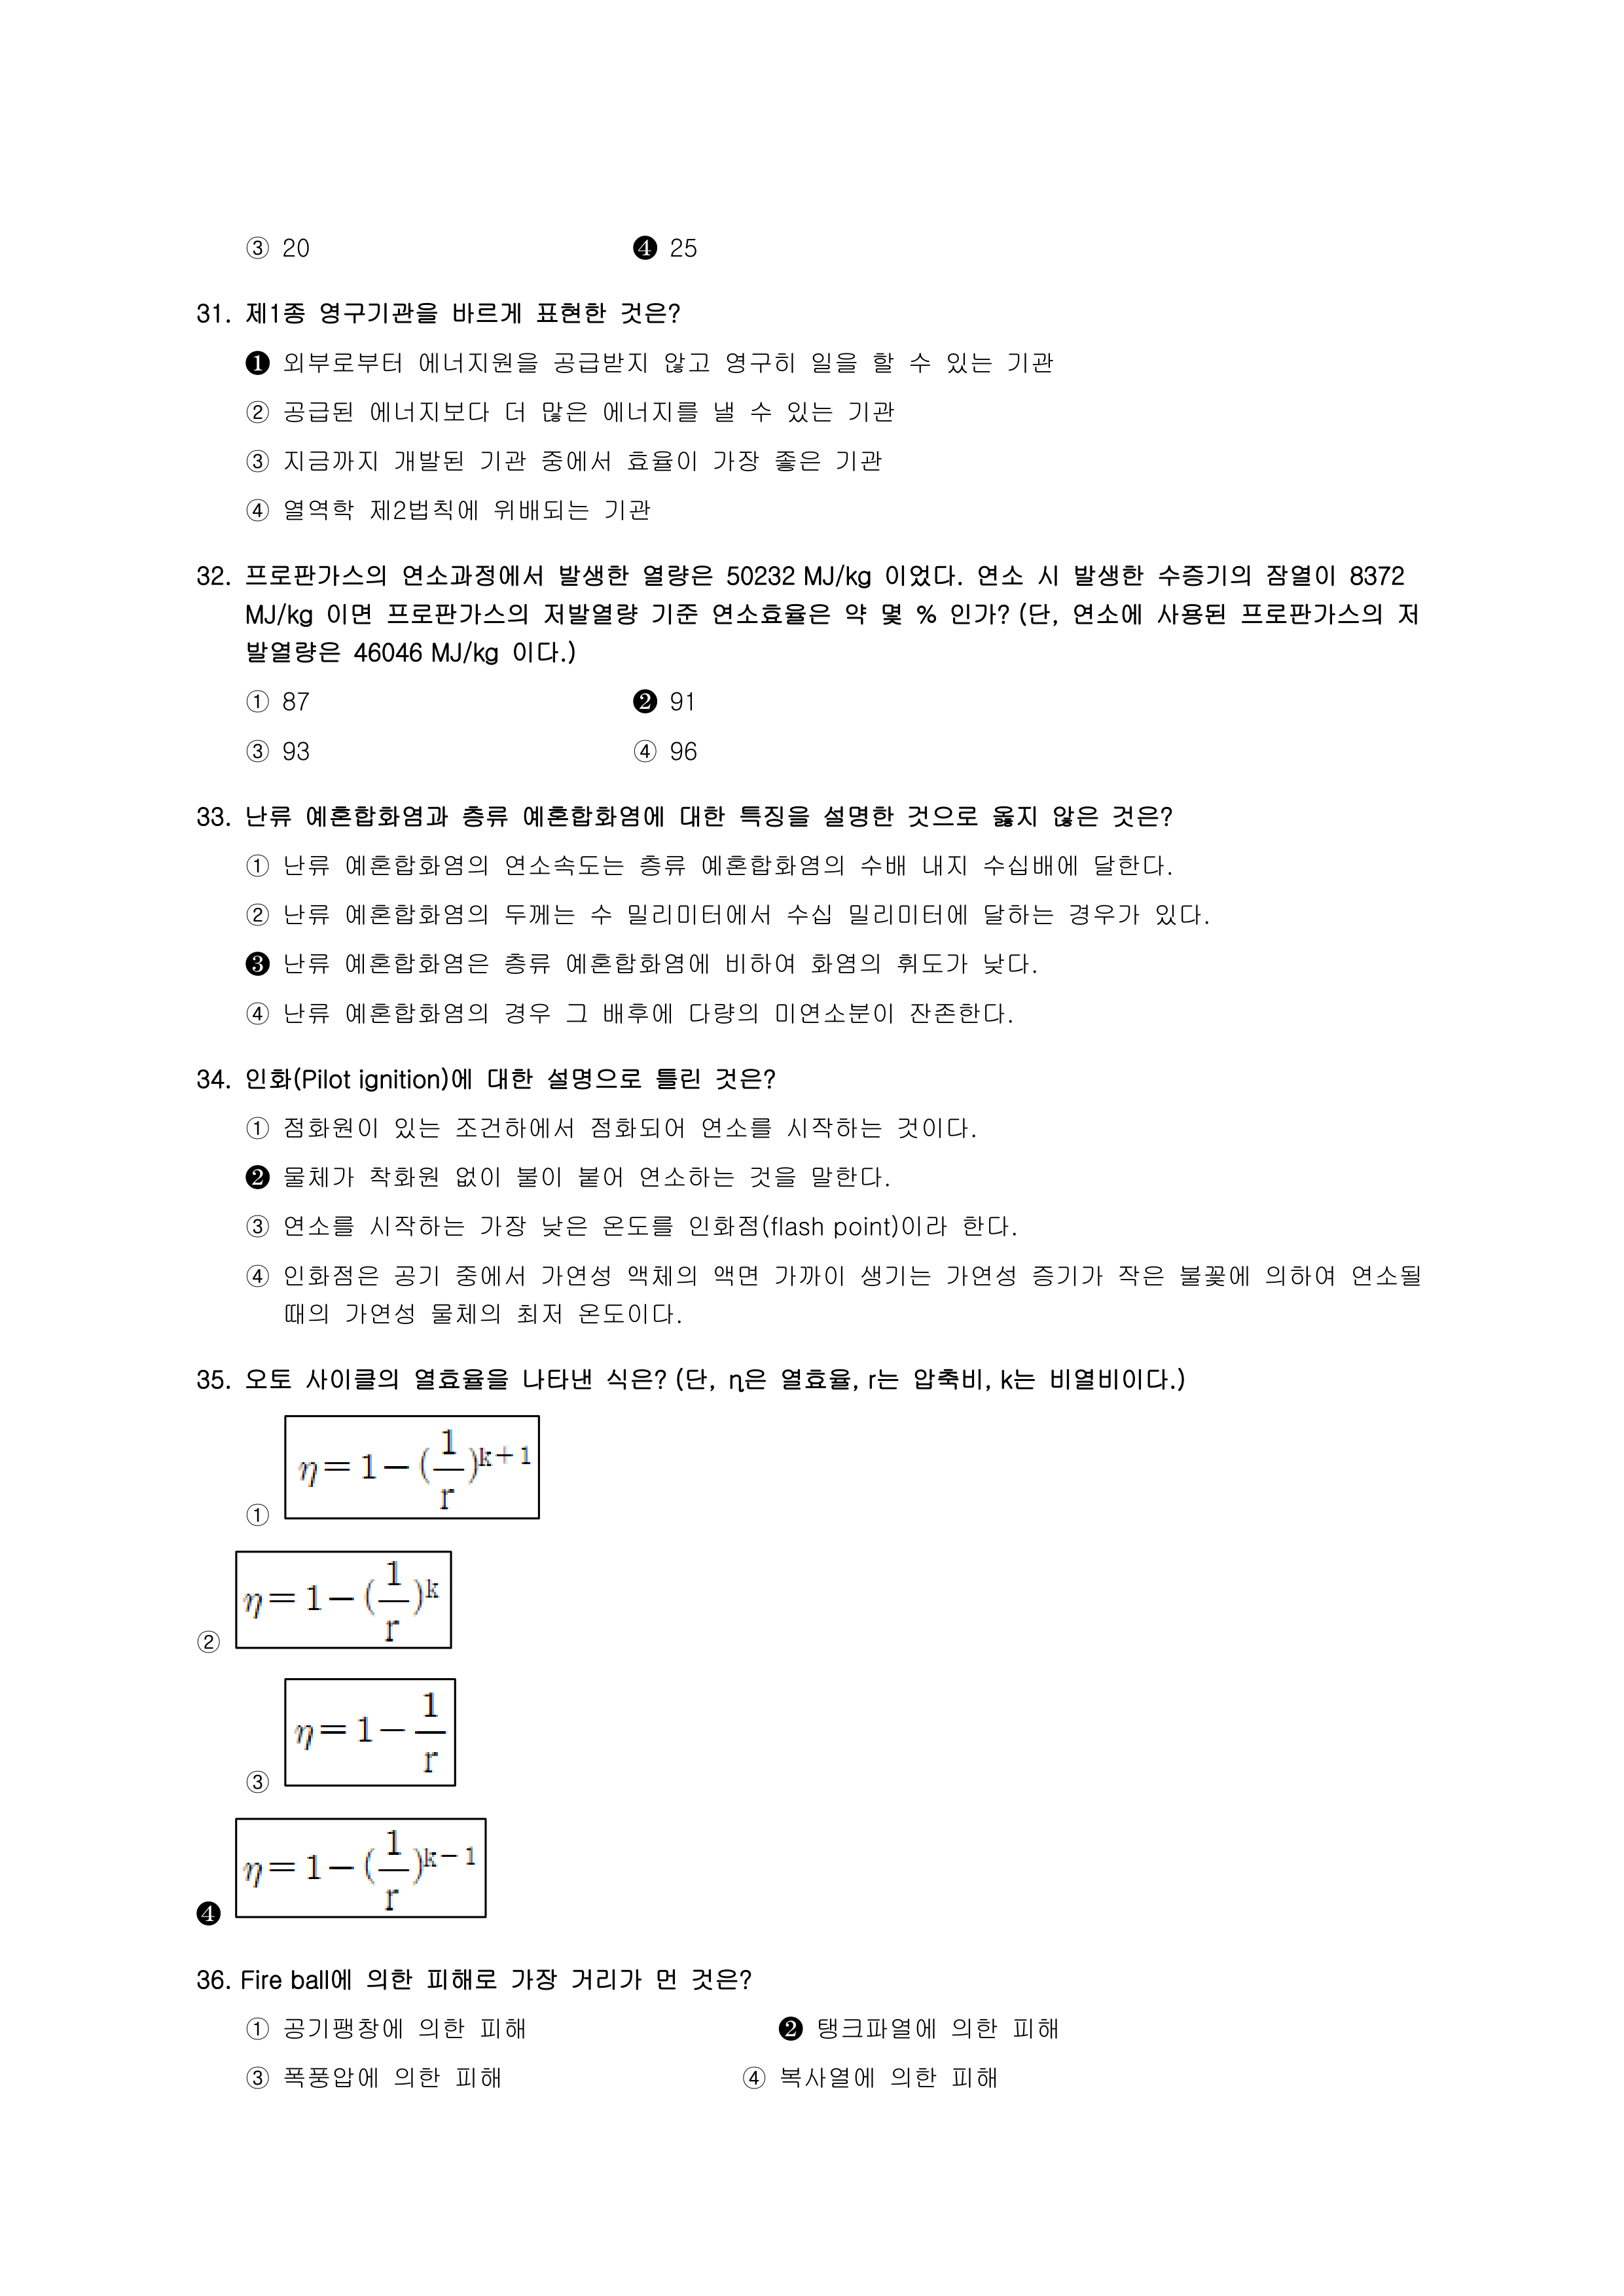 ③ 20 ❹ 25
31. 제1종 영구기관을 바르게 표현한 것은?
❶ 외부로부터 에너지원을 공급받지 않고 영구히 일을 할 수 있는 기관
② 공급된 에너지보다 더 많은 에너지를 낼 수 있는 기관
③ 지금까지 개발된 기관 중에서 효율이 가장 좋은 기관
④ 열역학 제2법칙에 위배되는 기관
32. 프로판가스의 연소과정에서 발생한 열량은 50232 MJ/kg 이었다. 연소 시 발생한 수증기의 잠열이 8372
MJ/kg 이면 프로판가스의 저발열량 기준 연소효율은 약 몇 % 인가? (단, 연소에 사용된 프로판가스의 저
발열량은 46046 MJ/kg 이다.)
① 87 ❷ 91
③ 93 ④ 96
33. 난류 예혼합화염과 층류 예혼합화염에 대한 특징을 설명한 것으로 옳지 않은 것은?
① 난류 예혼합화염의 연소속도는 층류 예혼합화염의 수배 내지 수십배에 달한다.
② 난류 예혼합화염의 두께는 수 밀리미터에서 수십 밀리미터에 달하는 경우가 있다.
❸ 난류 예혼합화염은 층류 예혼합화염에 비하여 화염의 휘도가 낮다.
④ 난류 예혼합화염의 경우 그 배후에 다량의 미연소분이 잔존한다.
34. 인화(Pilot ignition)에 대한 설명으로 틀린 것은?
① 점화원이 있는 조건하에서 점화되어 연소를 시작하는 것이다.
❷ 물체가 착화원 없이 불이 붙어 연소하는 것을 말한다.
③ 연소를 시작하는 가장 낮은 온도를 인화점(flash point)이라 한다.
④ 인화점은 공기 중에서 가연성 액체의 액면 가까이 생기는 가연성 증기가 작은 불꽃에 의하여 연소될
때의 가연성 물체의 최저 온도이다.
35. 오토 사이클의 열효율을 나타낸 식은? (단, η은 열효율, r는 압축비, k는 비열비이다.)
① η = 1 − (1/r)^(k+1)
② η = 1 − (1/r)^k
③ η = 1 − 1/r
❹ η = 1 − (1/r)^(k−1)
36. Fire ball에 의한 피해로 가장 거리가 먼 것은?
① 공기팽창에 의한 피해 ❷ 탱크파열에 의한 피해
③ 폭풍압에 의한 피해 ④ 복사열에 의한 피해